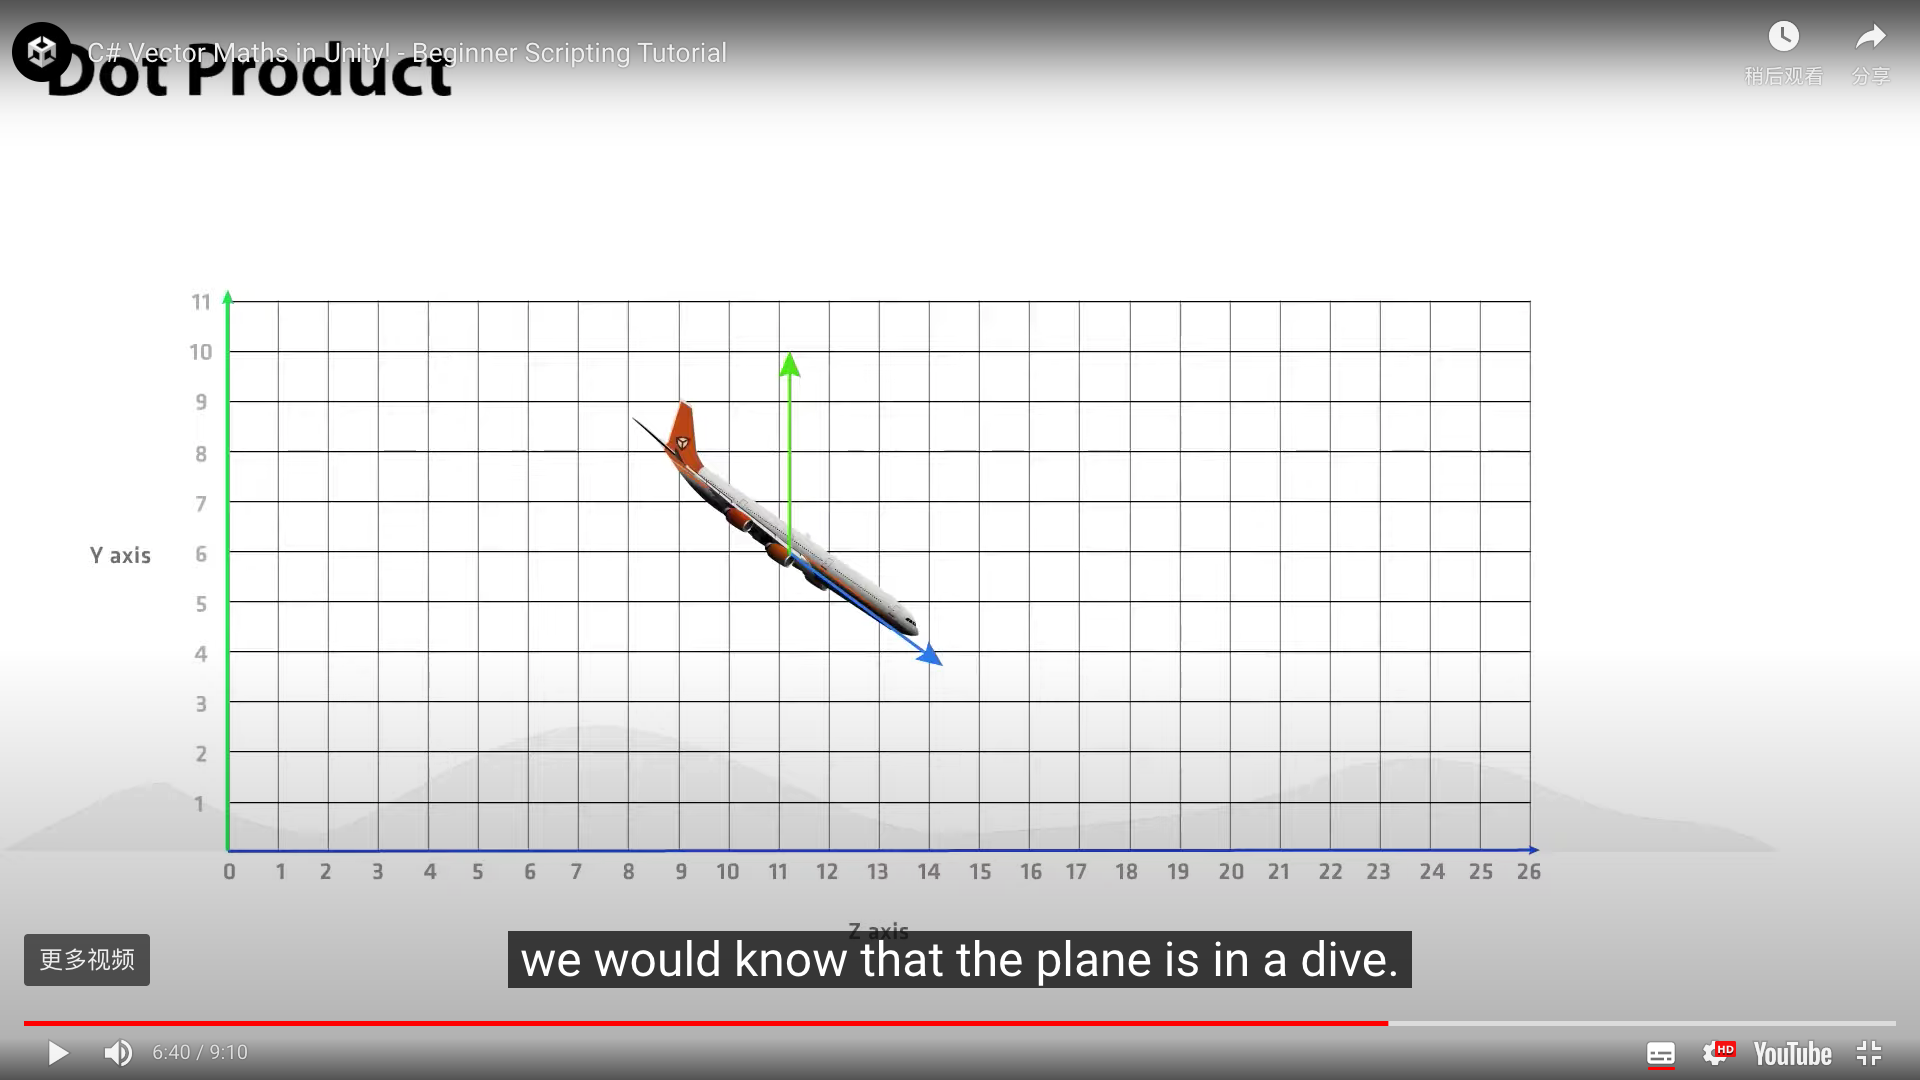 C# Vector Maths in Unity! - Beginner Scripting Tutorial
Dot Product
稍后观看
分享
11
10
9
8
7
6
5
4
3
2
1
Y axis
0 1 2 3 4 5 6 7 8 9 10 11 12 13 14 15 16 17 18 19 20 21 22 23 24 25 26
Z axis
we would know that the plane is in a dive.
更多视频
6:40 / 9:10
HD
YouTube